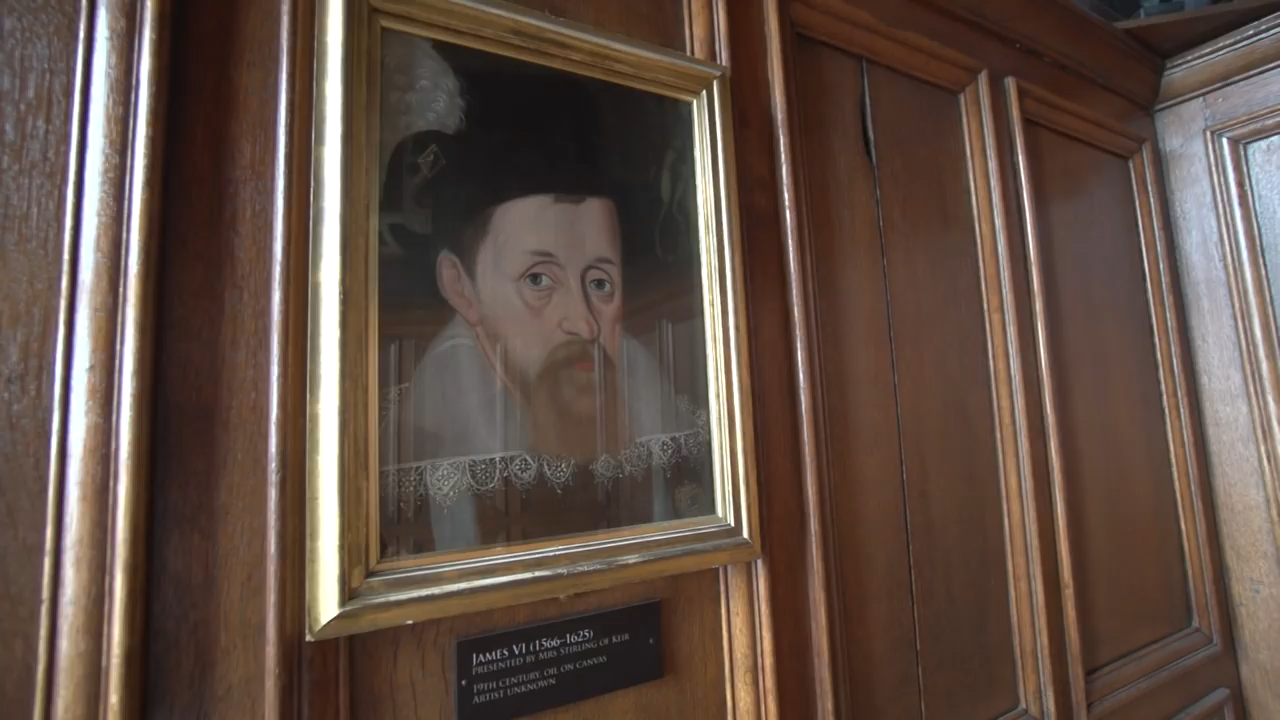 JAMES VI (1566–1625)
PRESENTED BY MRS STIRLING OF KEIR
19TH CENTURY, OIL ON CANVAS
ARTIST UNKNOWN